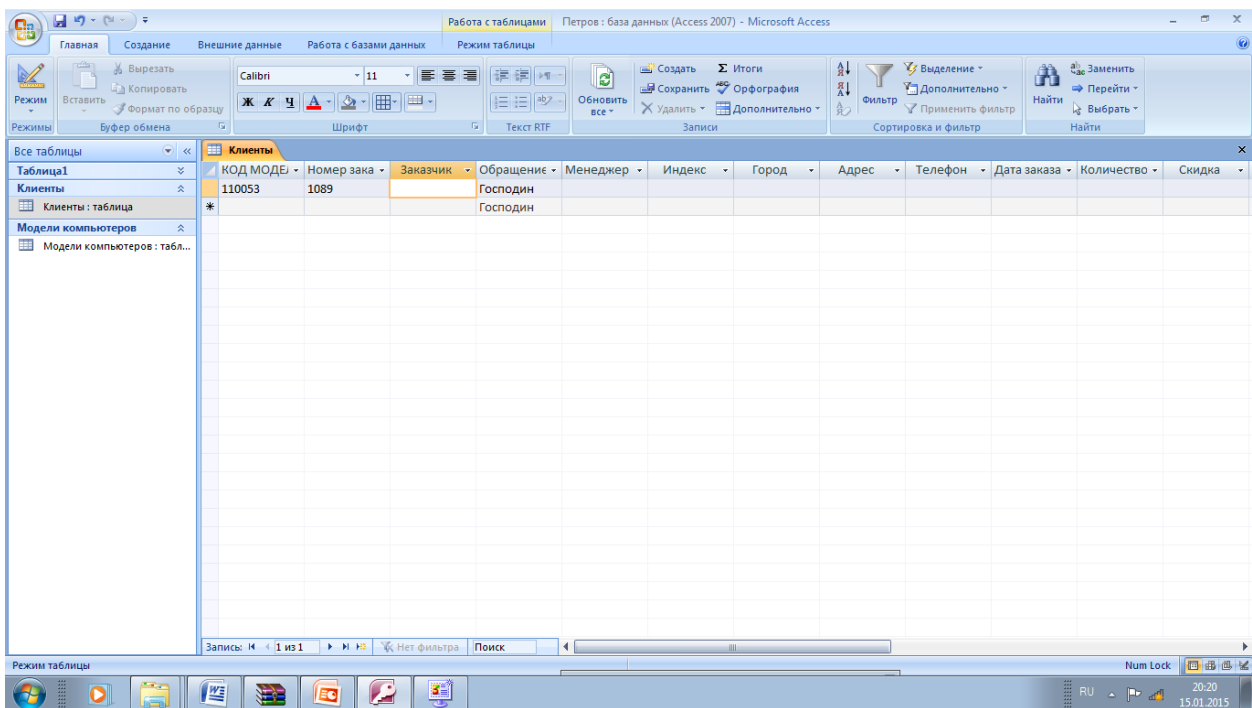 Работа с таблицами Петров : база данных (Access 2007) - Microsoft Access
Главная Создание Внешние данные Работа с базами данных Режим таблицы
Режим
Режимы
Вставить
Вырезать
Копировать
Формат по образцу
Буфер обмена
Calibri 11
Ж К Ч
Шрифт
Текст RTF
Обновить все
Создать
Сохранить
Удалить
Итоги
Орфография
Дополнительно
Записи
Фильтр
Выделение
Дополнительно
Применить фильтр
Сортировка и фильтр
Найти
Заменить
Перейти
Выбрать
Найти
Все таблицы
Таблица1
Клиенты
Клиенты : таблица
Модели компьютеров
Модели компьютеров : табл...
Клиенты
КОД МОДЕЛ Номер зака Заказчик Обращение Менеджер Индекс Город Адрес Телефон Дата заказа Количество Скидка
110053 1089 Господин
Господин
Запись: 1 из 1 Нет фильтра Поиск
Режим таблицы Num Lock
RU 20:20
15.01.2015